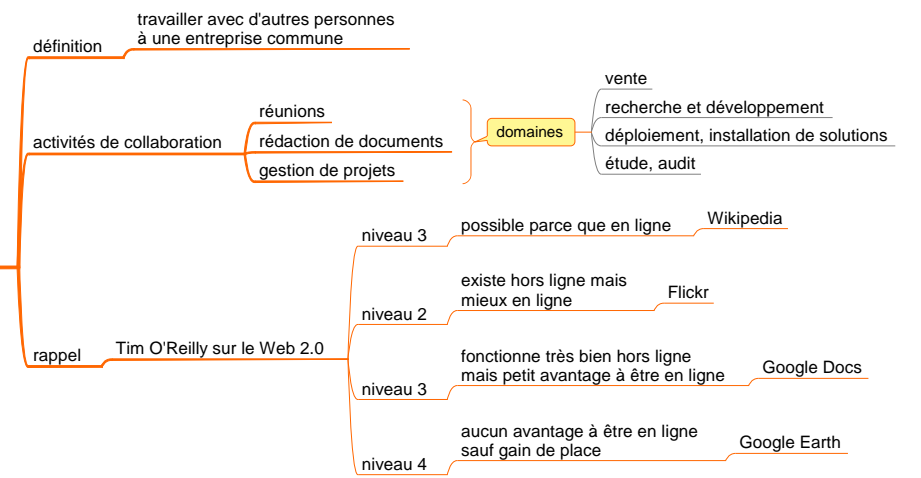 définition
travailler avec d'autres personnes
à une entreprise commune
activités de collaboration
réunions
rédaction de documents
gestion de projets
domaines
vente
recherche et développement
déploiement, installation de solutions
étude, audit
rappel
Tim O'Reilly sur le Web 2.0
niveau 3
possible parce que en ligne
Wikipedia
niveau 2
existe hors ligne mais
mieux en ligne
Flickr
niveau 3
fonctionne très bien hors ligne
mais petit avantage à être en ligne
Google Docs
niveau 4
aucun avantage à être en ligne
sauf gain de place
Google Earth